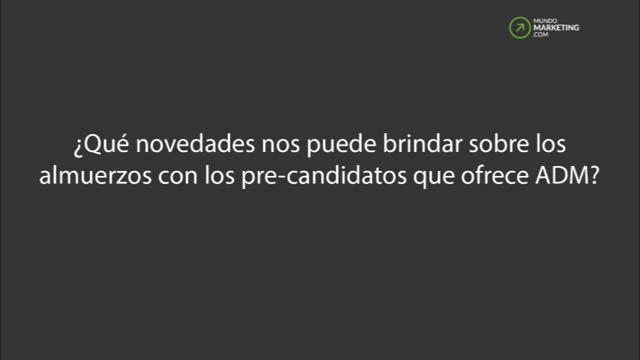 MUNDO
MARKETING
.COM
¿Qué novedades nos puede brindar sobre los
almuerzos con los pre-candidatos que ofrece ADM?